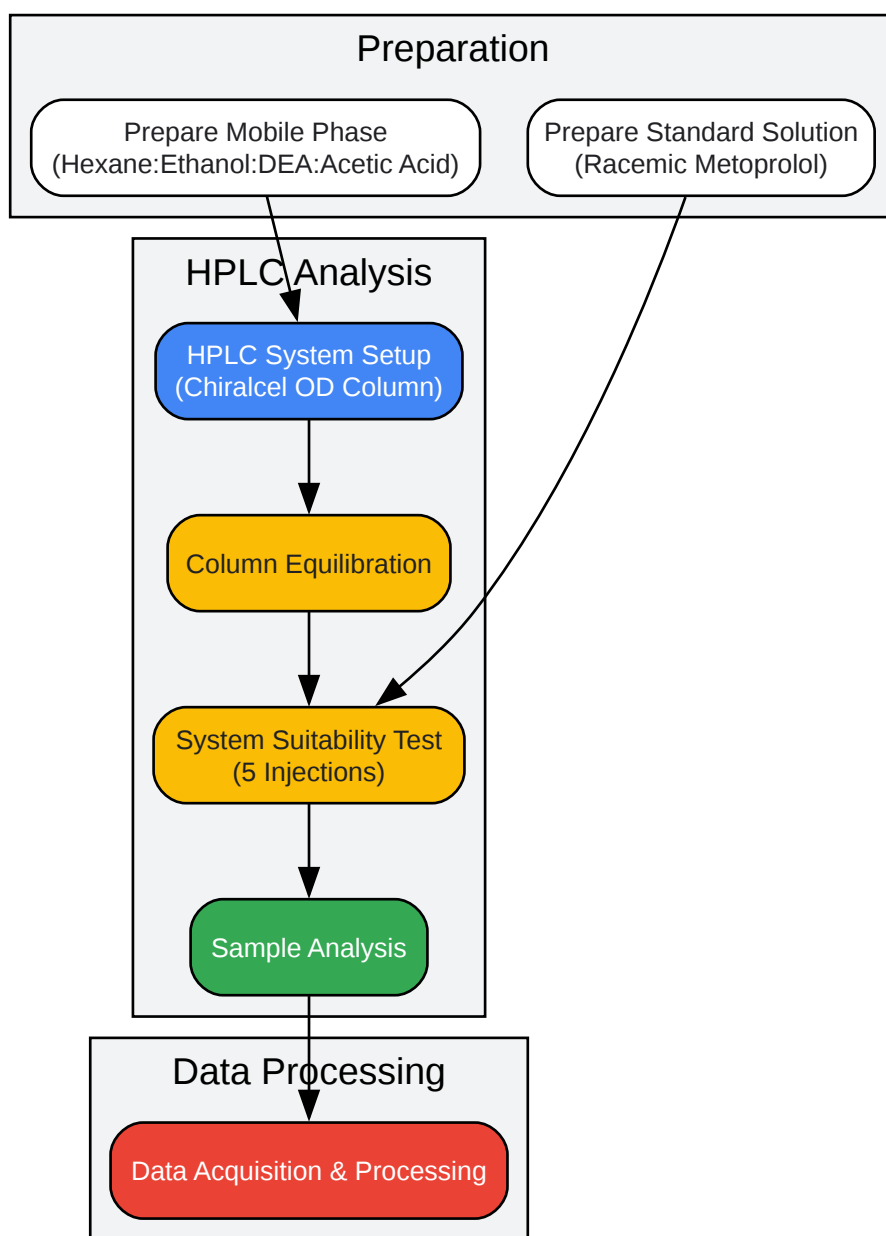 Preparation
Prepare Mobile Phase
(Hexane:Ethanol:DEA:Acetic Acid)
Prepare Standard Solution
(Racemic Metoprolol)
HPLC Analysis
HPLC System Setup
(Chiralcel OD Column)
Column Equilibration
System Suitability Test
(5 Injections)
Sample Analysis
Data Processing
Data Acquisition & Processing